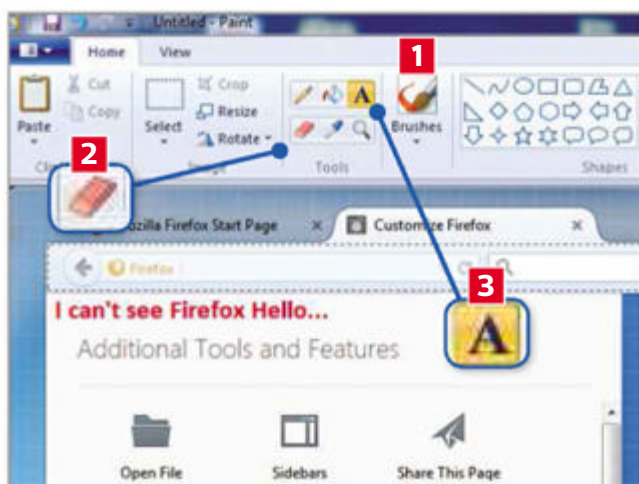 Untitled - Paint
Home View
1
Cut
Copy
Paste
Select
Crop
Resize
Rotate
A
Brushes
Tools
Shapes
2
Mozilla Firefox Start Page
Customize Firefox
Firefox
3
A
I can't see Firefox Hello...
Additional Tools and Features
Open File Sidebars Share This Page